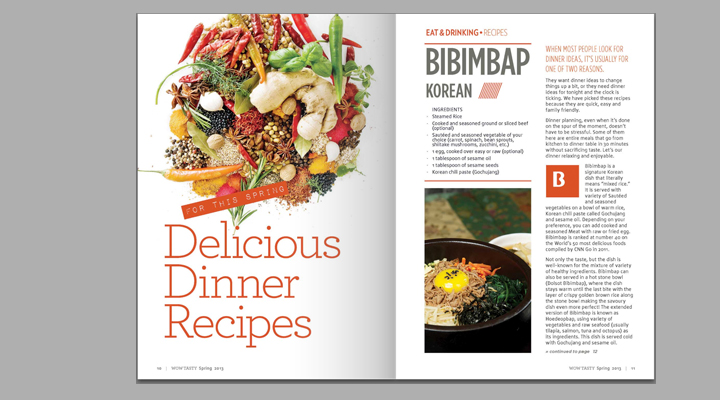 FOR THIS SPRING
Delicious
Dinner
Recipes
10 | WOW TASTY Spring 2013
EAT & DRINKING • RECIPES
BIBIMBAP
KOREAN
INGREDIENTS
Steamed Rice
Cooked and seasoned ground or sliced beef
(optional)
Sautéd and seasoned vegetable of your
choice (carrot, spinach, bean sprouts,
shiitake mushrooms, zucchini, etc.)
1 egg, cooked over easy or raw (optional)
1 tablespoon of sesame oil
1 tablespoon of sesame seeds
Korean chili paste (Gochujang)
WHEN MOST PEOPLE LOOK FOR
DINNER IDEAS, IT'S USUALLY FOR
ONE OF TWO REASONS.
They want dinner ideas to change
things up a bit, or they need dinner
ideas for tonight and the clock is
ticking. We have picked these recipes
because they are quick, easy and
family friendly.
Dinner planning, even when it's done
on the spur of the moment, doesn't
have to be stressful. Some of them
here are entire meals that go from
kitchen to dinner table in 30 minutes
without sacrificing taste. Let's our
dinner relaxing and enjoyable.
B
Bibimbap is a
signature Korean
dish that literally
means "mixed rice."
It is served with
variety of Sautéed
and seasoned
vegetables on a bowl of warm rice,
Korean chili paste called Gochujang
and sesame oil. Depending on your
preference, you can add cooked and
seasoned Meat with raw or fried egg.
Bibimbap is ranked at number 40 on
the World's 50 most delicious foods
compiled by CNN Go in 2011.
Not only the taste, but the dish is
well-known for the mixture of variety
of healthy ingredients. Bibimbap can
also be served in a hot stone bowl
(Dolsot Bibimbap), where the dish
stays warm until the last bite with the
layer of crispy golden brown rice along
the stone bowl making the savoury
dish even more perfect! The extended
version of Bibimbap is known as
Hoedeopbap, using variety of
vegetables and raw seafood (usually
tilapia, salmon, tuna and octopus) as
its ingredients. This dish is served cold
with Gochujang and sesame oil.
» continued to page 12
WOW TASTY Spring 2013 | 11